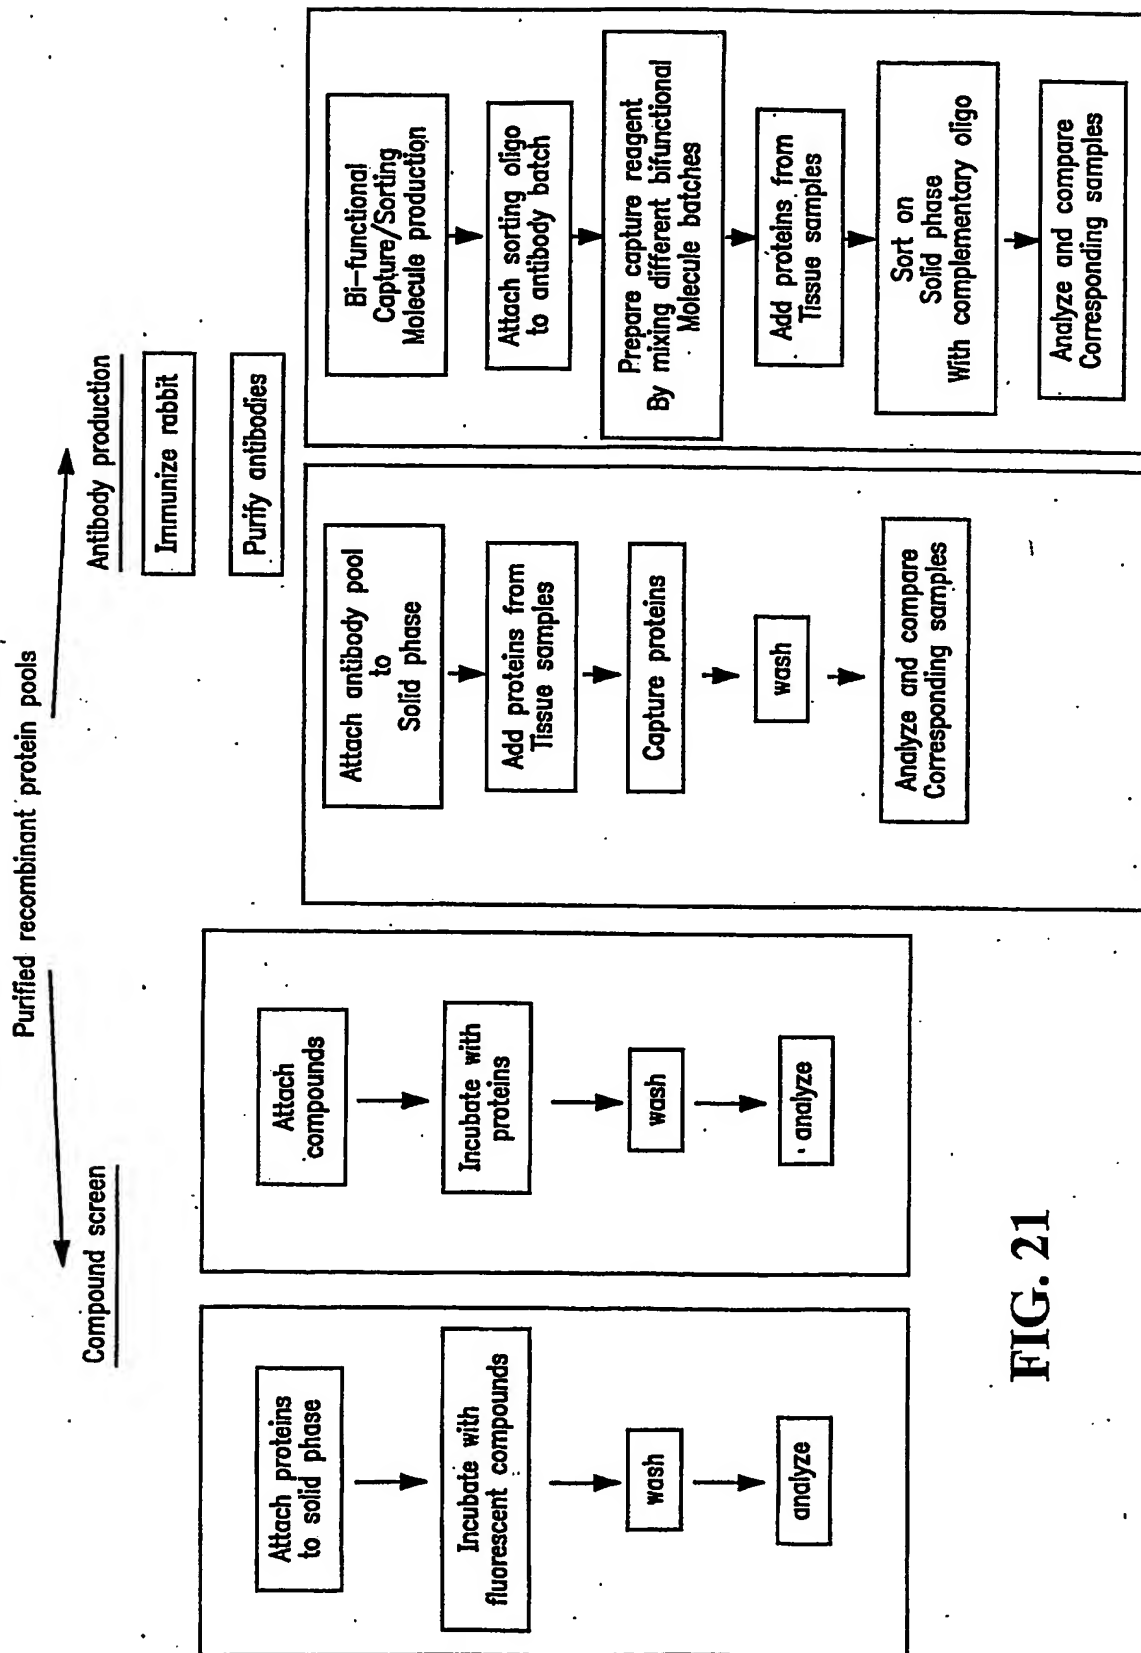 Purified recombinant protein pools
Compound screen
Attach proteins
to solid phase
Incubate with
fluorescent compounds
wash
analyze
Attach
compounds
Incubate with
proteins
wash
analyze
Antibody production
Immunize rabbit
Purify antibodies
Attach antibody pool
to
Solid phase
Add proteins from
Tissue samples
Capture proteins
wash
Analyze and compare
Corresponding samples
Bi-functional
Capture/Sorting
Molecule production
Attach sorting oligo
to antibody batch
Prepare capture reagent
By mixing different bifunctional
Molecule batches
Add proteins from
Tissue samples
Sort on
Solid phase
With complementary oligo
Analyze and compare
Corresponding samples
FIG. 21